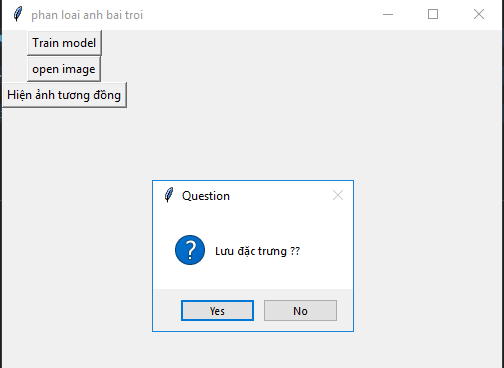 phan loai anh bai troi
Train model
open image
Hiện ảnh tương đồng
Question
Lưu đặc trưng ??
Yes
No